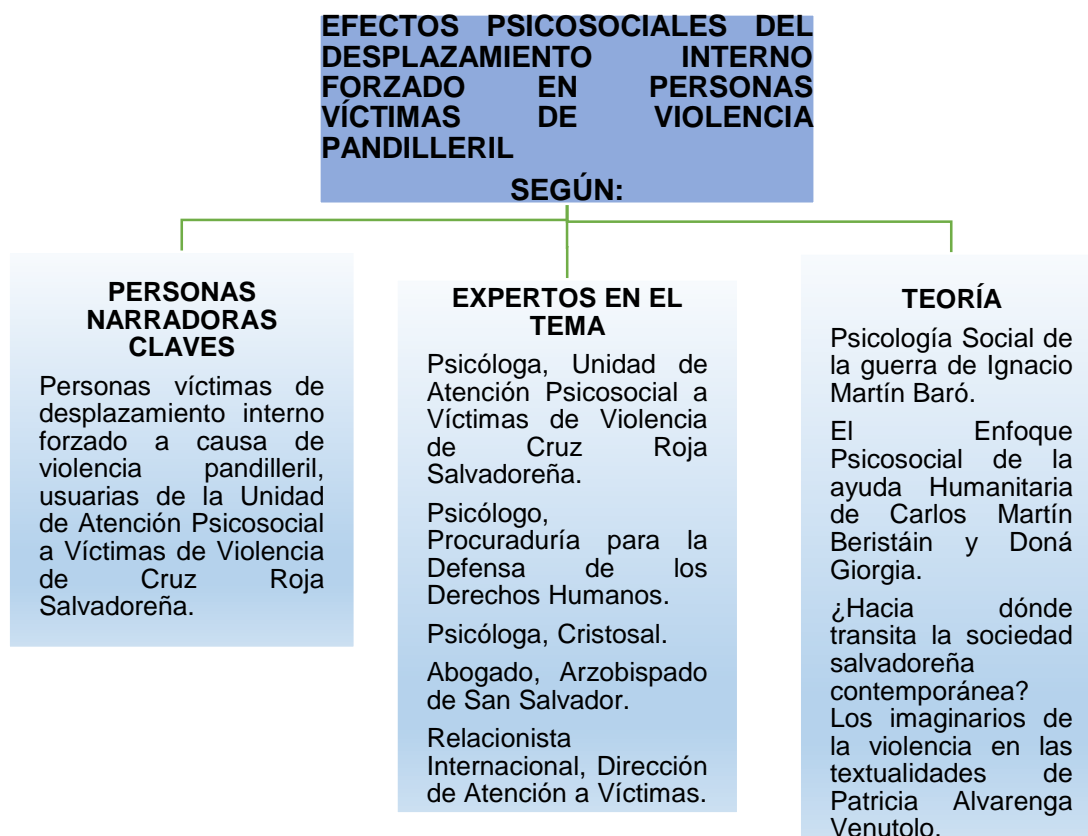 EFECTOS PSICOSOCIALES DEL
DESPLAZAMIENTO INTERNO
FORZADO EN PERSONAS
VÍCTIMAS DE VIOLENCIA
PANDILLERIL
SEGÚN:
PERSONAS
NARRADORAS
CLAVES
Personas víctimas de
desplazamiento interno
forzado a causa de
violencia pandilleril,
usuarias de la Unidad
de Atención Psicosocial
a Víctimas de Violencia
de Cruz Roja
Salvadoreña.
EXPERTOS EN EL
TEMA
Psicóloga, Unidad de
Atención Psicosocial a
Víctimas de Violencia
de Cruz Roja
Salvadoreña.
Psicólogo,
Procuraduría para la
Defensa de los
Derechos Humanos.
Psicóloga, Cristosal.
Abogado, Arzobispado
de San Salvador.
Relacionista
Internacional, Dirección
de Atención a Víctimas.
TEORÍA
Psicología Social de
la guerra de Ignacio
Martín Baró.
El Enfoque
Psicosocial de la
ayuda Humanitaria
de Carlos Martín
Beristáin y Doná
Giorgia.
¿Hacia dónde
transita la sociedad
salvadoreña
contemporánea?
Los imaginarios de
la violencia en las
textualidades de
Patricia Alvarenga
Venutolo.